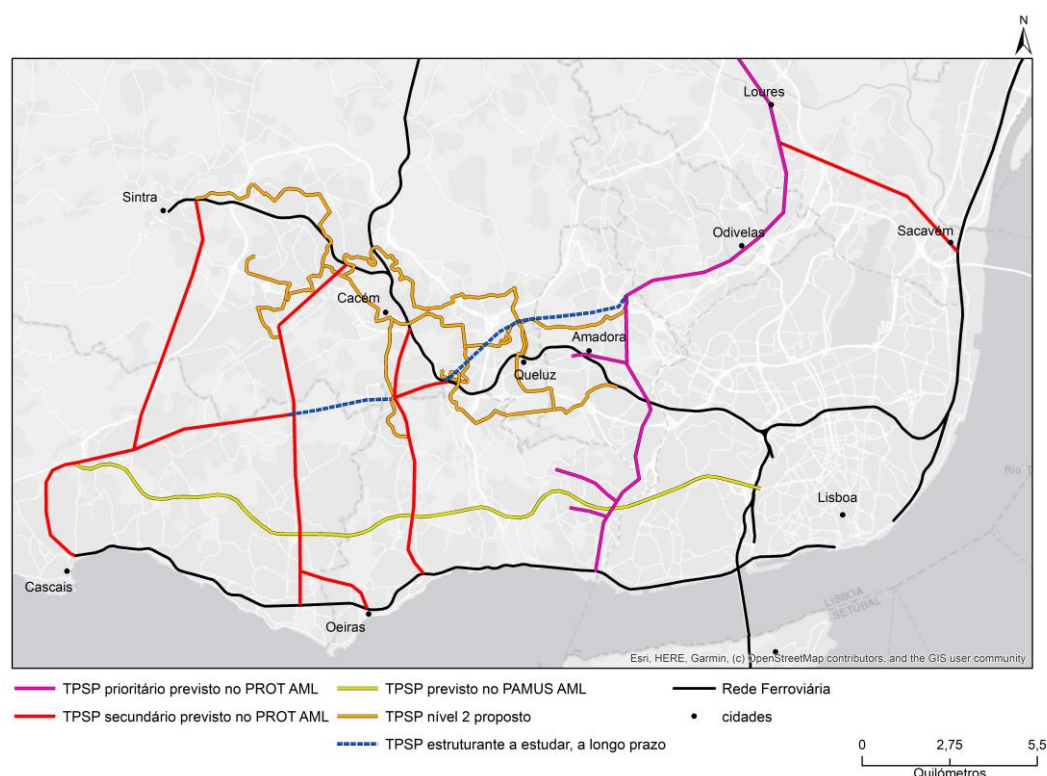 N
Loures
Sintra
Odivelas
Sacavém
Cacém
Amadora
Queluz
Lisboa
Cascais
Oeiras
LISBOA
SETÚBAL
Esri, HERE, Garmin, (c) OpenStreetMap contributors, and the GIS user community
TPSP prioritário previsto no PROT AML
TPSP previsto no PAMUS AML
Rede Ferroviária
TPSP secundário previsto no PROT AML
TPSP nível 2 proposto
cidades
TPSP estruturante a estudar, a longo prazo
0 2,75 5,5
Quilómetros